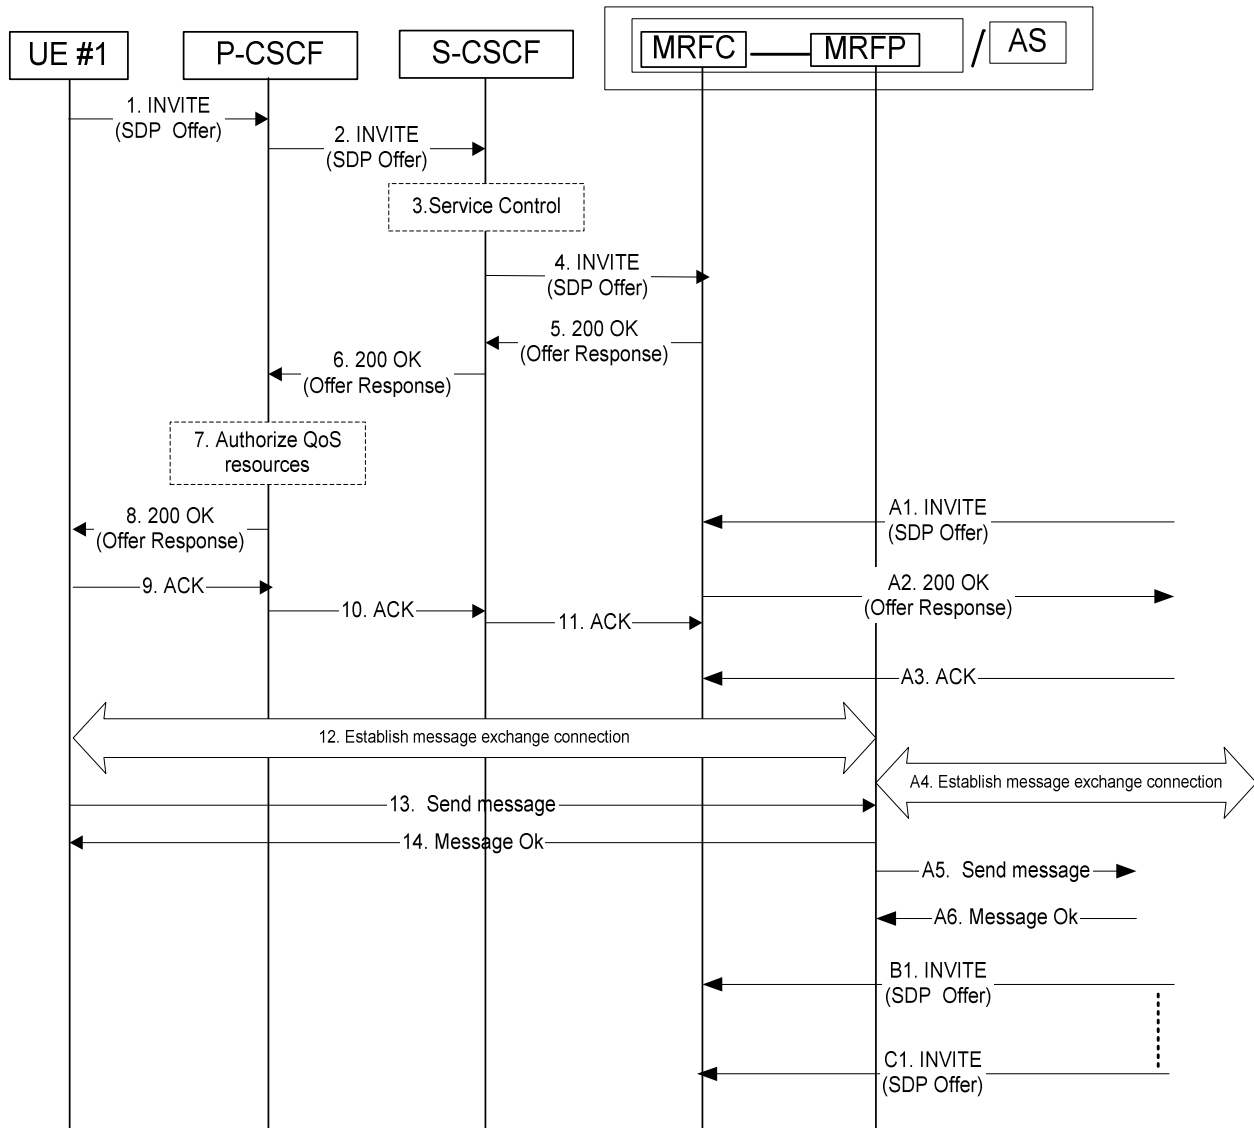 UE #1
P-CSCF
S-CSCF
MRFC
MRFP
/
AS
1. INVITE
(SDP Offer)
2. INVITE
(SDP Offer)
3.Service Control
4. INVITE
(SDP Offer)
5. 200 OK
(Offer Response)
6. 200 OK
(Offer Response)
7. Authorize QoS
resources
8. 200 OK
(Offer Response)
A1. INVITE
(SDP Offer)
9. ACK
A2. 200 OK
(Offer Response)
10. ACK
11. ACK
A3. ACK
12. Establish message exchange connection
A4. Establish message exchange connection
13. Send message
14. Message Ok
A5. Send message
A6. Message Ok
B1. INVITE
(SDP Offer)
C1. INVITE
(SDP Offer)